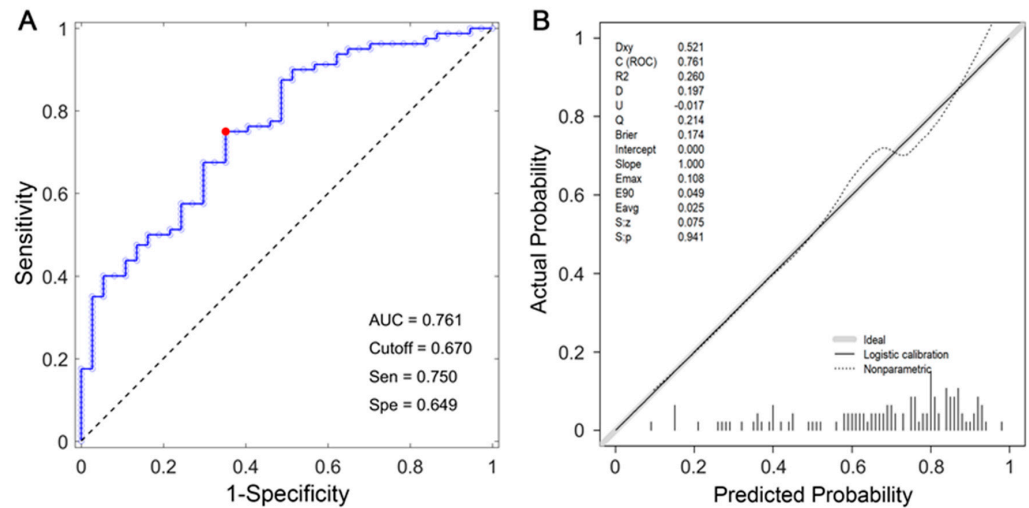 A
1
0.8
0.6
0.4
0.2
0
Sensitivity
AUC = 0.761
Cutoff = 0.670
Sen = 0.750
Spe = 0.649
0 0.2 0.4 0.6 0.8 1
1-Specificity
B
1
0.8
0.6
0.4
0.2
0
Actual Probability
Dxy 0.521
C (ROC) 0.761
R2 0.260
D 0.197
U -0.017
Q 0.214
Brier 0.174
Intercept 0.000
Slope 1.000
Emax 0.108
E90 0.049
Eavg 0.025
S:z 0.075
S:p 0.941
Ideal
Logistic calibration
Nonparametric
0 0.2 0.4 0.6 0.8 1
Predicted Probability